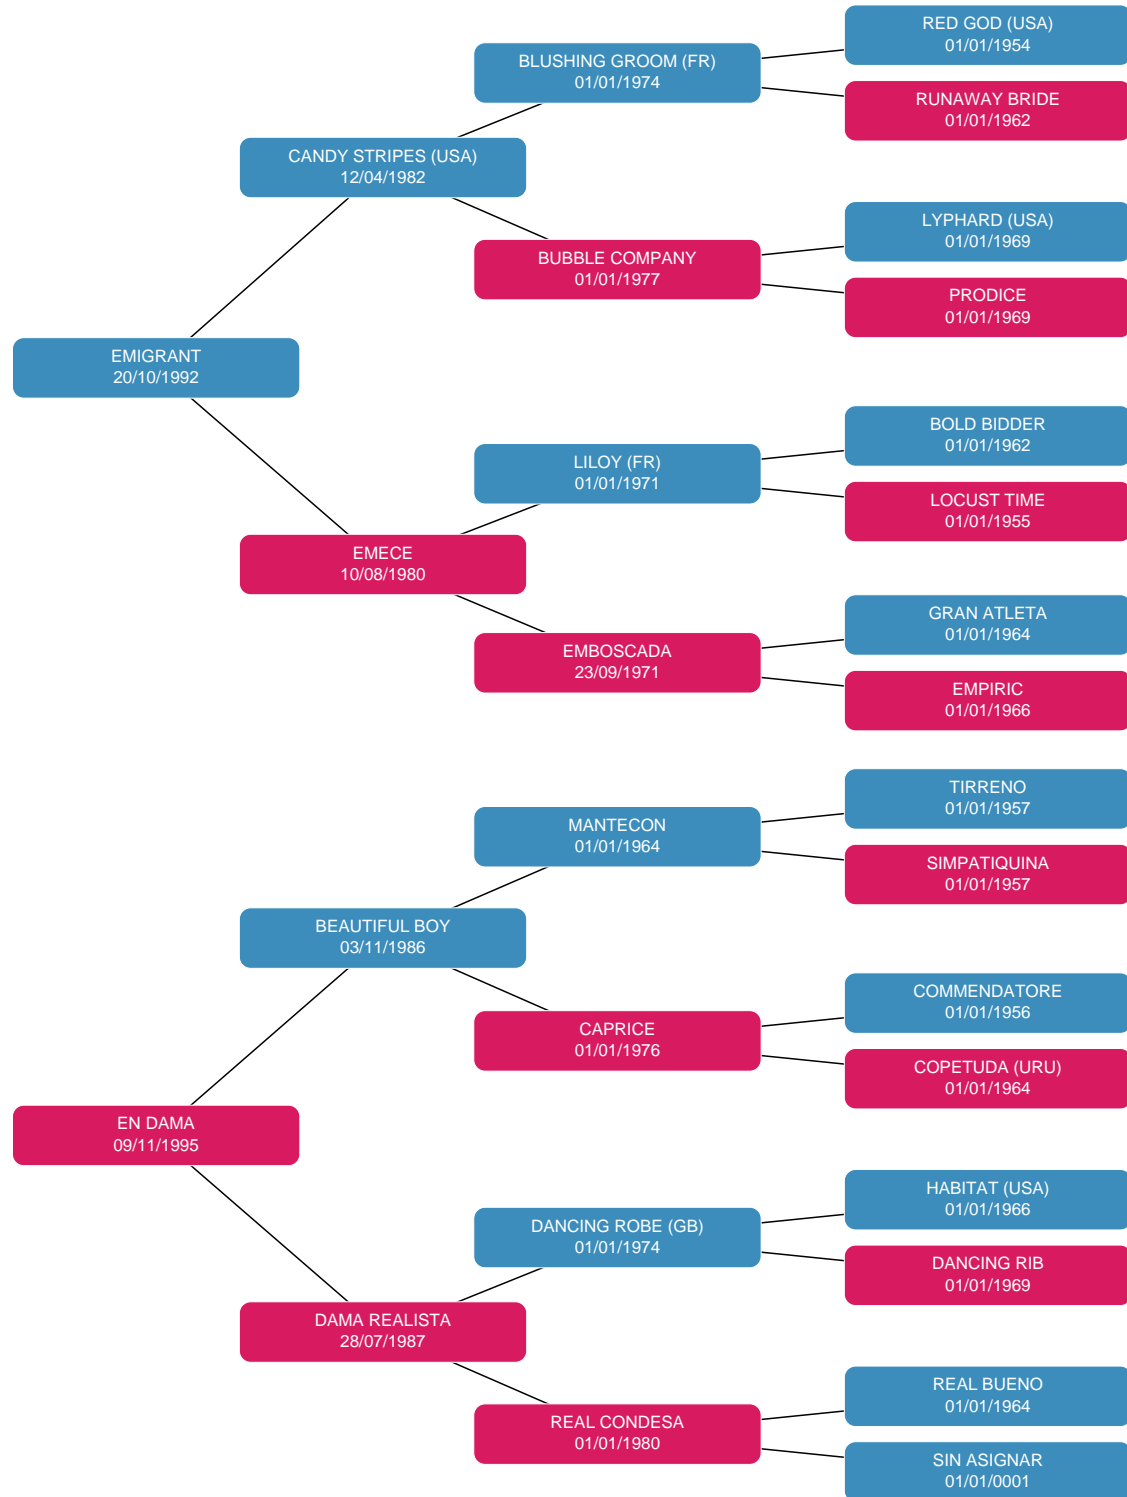 RED GOD (USA)
01/01/1954
BLUSHING GROOM (FR)
01/01/1974
RUNAWAY BRIDE
01/01/1962
CANDY STRIPES (USA)
12/04/1982
LYPHARD (USA)
01/01/1969
BUBBLE COMPANY
01/01/1977
PRODICE
01/01/1969
EMIGRANT
20/10/1992
BOLD BIDDER
01/01/1962
LILOY (FR)
01/01/1971
LOCUST TIME
01/01/1955
EMECE
10/08/1980
GRAN ATLETA
01/01/1964
EMBOSCADA
23/09/1971
EMPIRIC
01/01/1966
TIRRENO
01/01/1957
MANTECON
01/01/1964
SIMPATIQUINA
01/01/1957
BEAUTIFUL BOY
03/11/1986
COMMENDATORE
01/01/1956
CAPRICE
01/01/1976
COPETUDA (URU)
01/01/1964
EN DAMA
09/11/1995
HABITAT (USA)
01/01/1966
DANCING ROBE (GB)
01/01/1974
DANCING RIB
01/01/1969
DAMA REALISTA
28/07/1987
REAL BUENO
01/01/1964
REAL CONDESA
01/01/1980
SIN ASIGNAR
01/01/0001